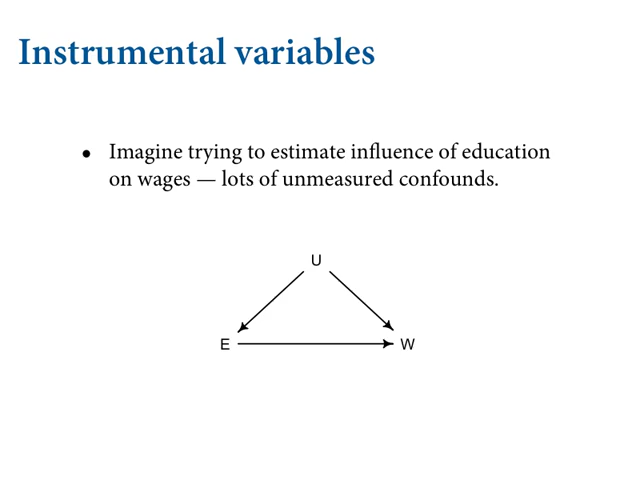 Instrumental variables
• Imagine trying to estimate influence of education
on wages — lots of unmeasured confounds.
U
E W